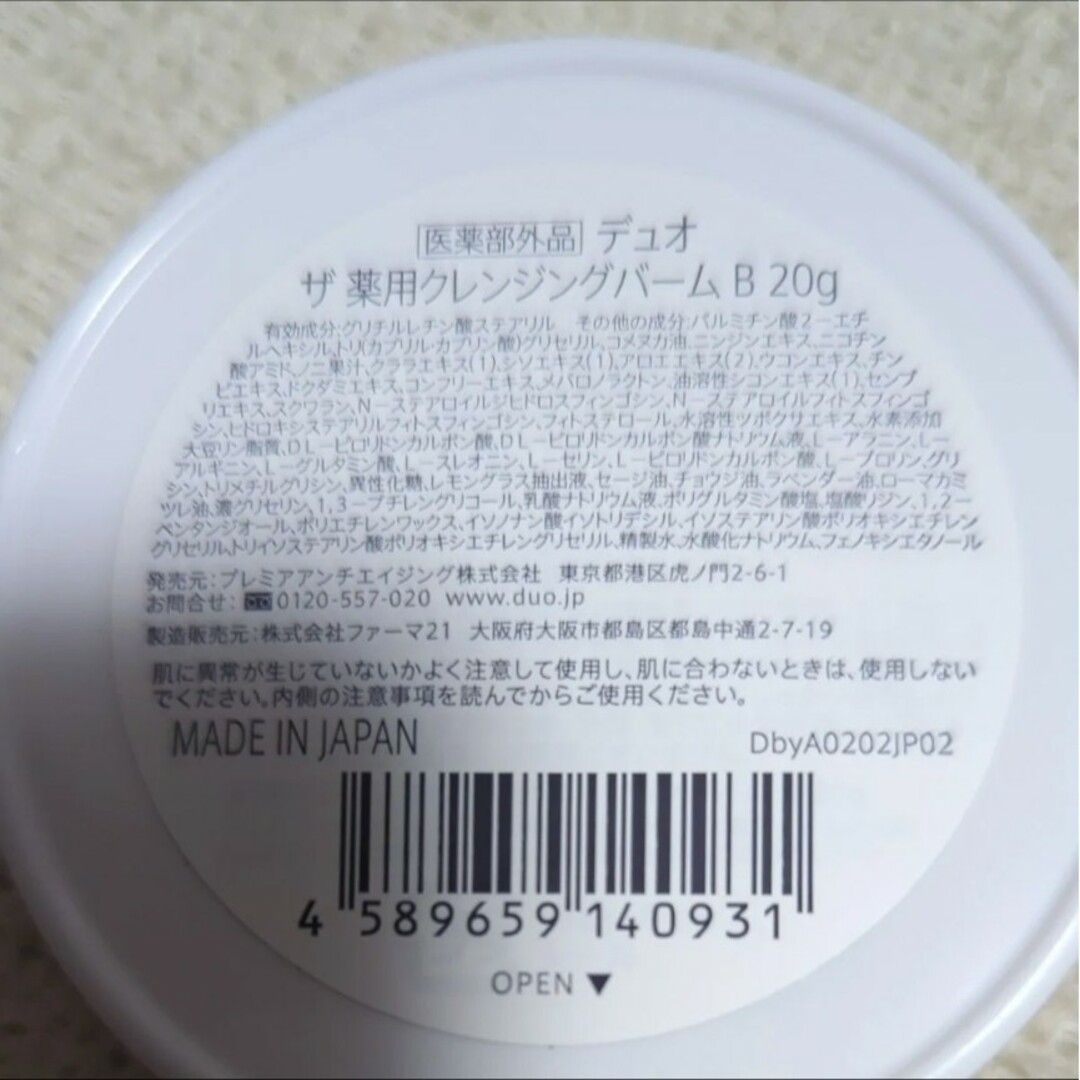 医薬部外品 デュオ
ザ 薬用クレンジングバーム B 20g
有効成分:グリチルレチン酸ステアリル　その他の成分:パルミチン酸2－エチ
ルヘキシル、トリ(カプリル・カプリン酸)グリセリル、コメヌカ油、ニンジンエキス、ニコチン
酸アミド、ノニ果汁、クララエキス(1)、シソエキス(1)、アロエエキス(2)、ウコンエキス、チン
ピエキス、ドクダミエキス、コンフリーエキス、メバロノラクトン、油溶性シコンエキス(1)、センブ
リエキス、スクワラン、N－ステアロイルジヒドロスフィンゴシン、N－ステアロイルフィトスフィンゴ
シン、ヒドロキシステアリルフィトスフィンゴシン、フィトステロール、水溶性ツボクサエキス、水素添加
大豆リン脂質、DL－ピロリドンカルボン酸、DL－ピロリドンカルボン酸ナトリウム液、L－アラニン、L－
アルギニン、L－グルタミン酸、L－スレオニン、L－セリン、L－ピロリドンカルボン酸、L－プロリン、グリ
シン、トリメチルグリシン、異性化糖、レモングラス抽出液、セージ油、チョウジ油、ラベンダー油、ローマカミ
ツレ油、濃グリセリン、1,3－ブチレングリコール、乳酸ナトリウム液、ポリグルタミン酸塩、塩酸リジン、1,2－
ペンタンジオール、ポリエチレンワックス、イソノナン酸イソトリデシル、イソステアリン酸ポリオキシエチレン
グリセリル、トリイソステアリン酸ポリオキシエチレングリセリル、精製水、水酸化ナトリウム、フェノキシエタノール
発売元：プレミアアンチエイジング株式会社　東京都港区虎ノ門2-6-1
お問合せ：0120-557-020 www.duo.jp
製造販売元：株式会社ファーマ21　大阪府大阪市都島区都島中通2-7-19
肌に異常が生じていないかよく注意して使用し、肌に合わないときは、使用しない
でください。内側の注意事項を読んでからご使用ください。
MADE IN JAPAN DbyA0202JP02
4 589659 140931
OPEN ▼